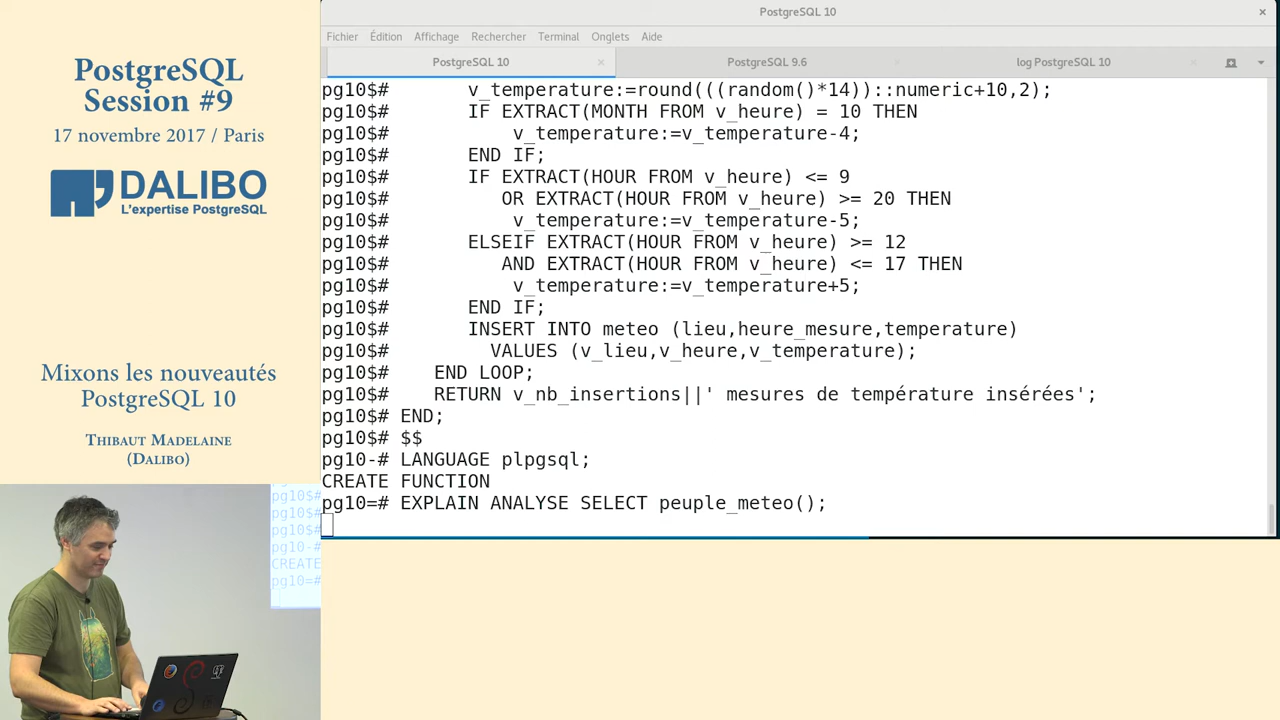 PostgreSQL
Session #9
17 novembre 2017 / Paris
DALIBO
L'expertise PostgreSQL
Mixons les nouveautés
PostgreSQL 10
Thibaut Madelaine
(Dalibo)
PostgreSQL 10
Fichier Édition Affichage Rechercher Terminal Onglets Aide
PostgreSQL 10 PostgreSQL 9.6 log PostgreSQL 10
pg10$# v_temperature:=round(((random()*14))::numeric+10,2);
pg10$# IF EXTRACT(MONTH FROM v_heure) = 10 THEN
pg10$# v_temperature:=v_temperature-4;
pg10$# END IF;
pg10$# IF EXTRACT(HOUR FROM v_heure) <= 9
pg10$# OR EXTRACT(HOUR FROM v_heure) >= 20 THEN
pg10$# v_temperature:=v_temperature-5;
pg10$# ELSEIF EXTRACT(HOUR FROM v_heure) >= 12
pg10$# AND EXTRACT(HOUR FROM v_heure) <= 17 THEN
pg10$# v_temperature:=v_temperature+5;
pg10$# END IF;
pg10$# INSERT INTO meteo (lieu,heure_mesure,temperature)
pg10$# VALUES (v_lieu,v_heure,v_temperature);
pg10$# END LOOP;
pg10$# RETURN v_nb_insertions||' mesures de température insérées';
pg10$# END;
pg10$# $$
pg10-# LANGUAGE plpgsql;
CREATE FUNCTION
pg10=# EXPLAIN ANALYSE SELECT peuple_meteo();
pg10$#
pg10$#
pg10$#
pg10-#
CREATE
pg10=#